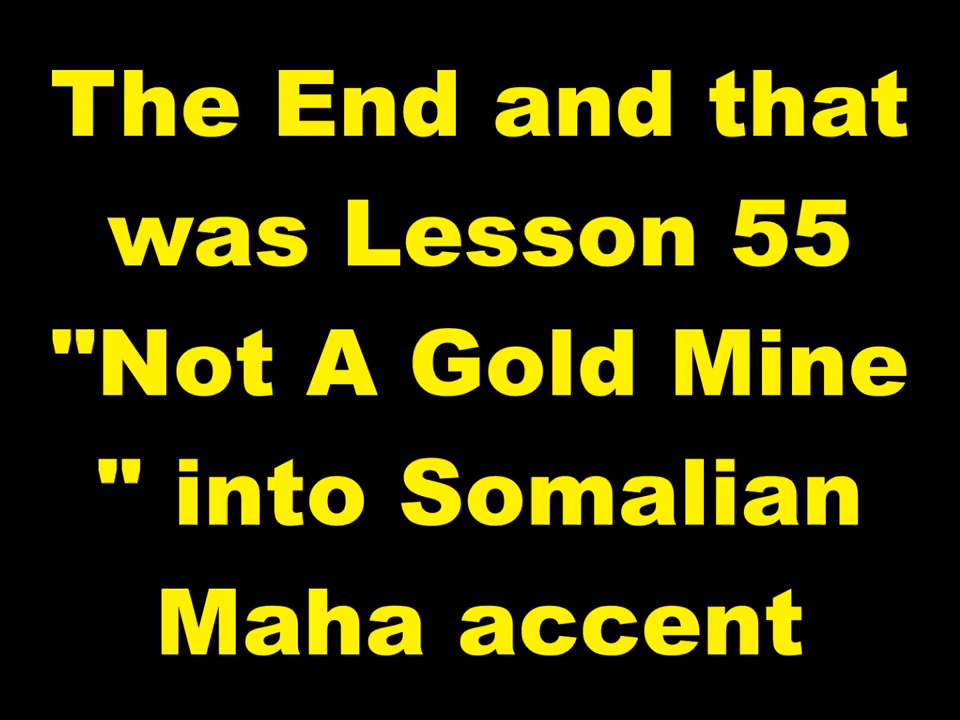 The End and that
was Lesson 55
"Not A Gold Mine
" into Somalian
Maha accent